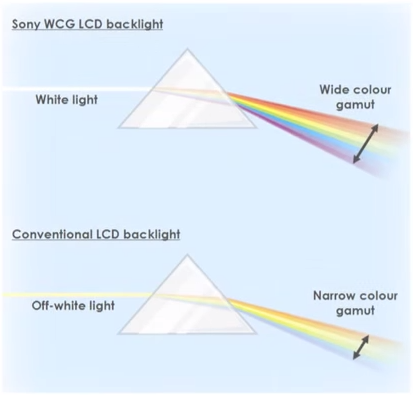 Sony WCG LCD backlight
White light
Wide colour
gamut
Conventional LCD backlight
Off-white light
Narrow colour
gamut